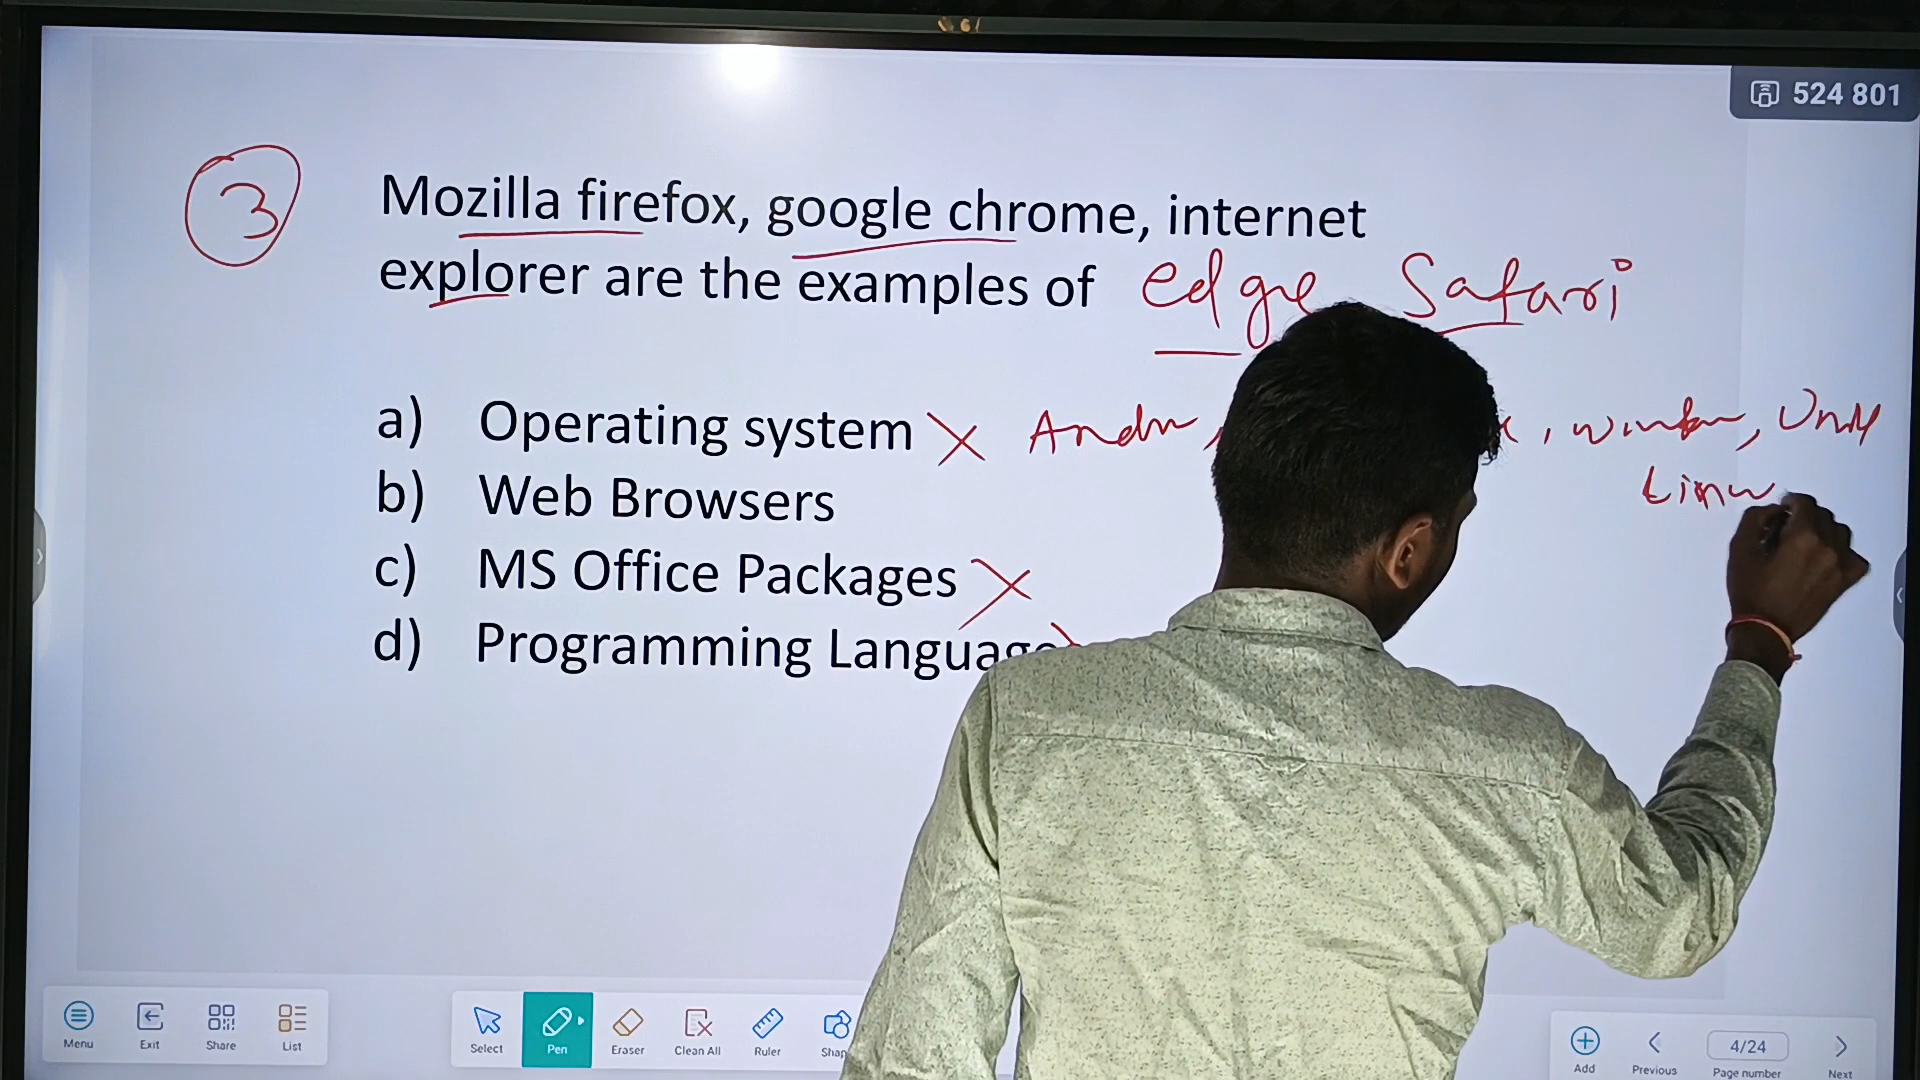 524 801
3
Mozilla firefox, google chrome, internet
explorer are the examples of edge Safari
a) Operating system X Andr
b) Web Browsers
c) MS Office Packages X
d) Programming Language
Menu Exit Share List Select Pen Eraser Clean All Ruler Add Previous 4/24 Page number Next